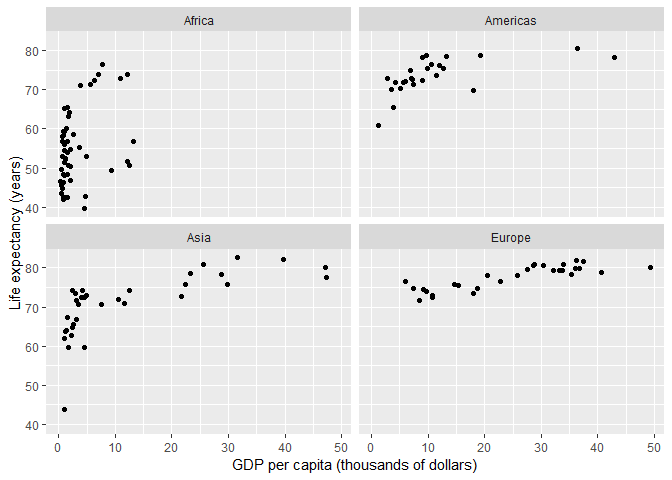 Africa
Americas
80
70
60
50
40
Life expectancy (years)
Asia
Europe
80
70
60
50
40
0 10 20 30 40 50
0 10 20 30 40 50
GDP per capita (thousands of dollars)